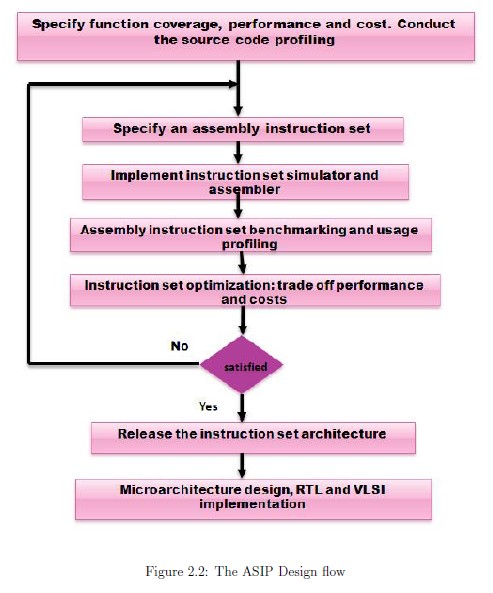 Specify function coverage, performance and cost. Conduct
the source code profiling
Specify an assembly instruction set
Implement instruction set simulator and
assembler
Assembly instruction set benchmarking and usage
profiling
Instruction set optimization: trade off performance
and costs
No
satisfied
Yes
Release the instruction set architecture
Microarchitecture design, RTL and VLSI
implementation
Figure 2.2: The ASIP Design flow